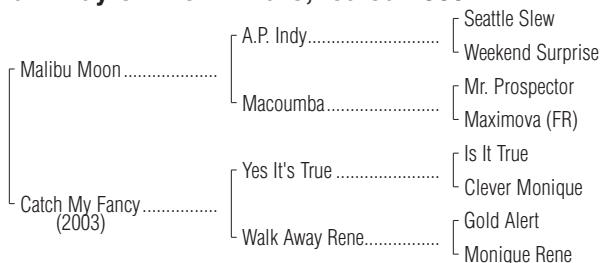 Seattle Slew
A.P. Indy
Weekend Surprise
Malibu Moon
Mr. Prospector
Macoumba
Maximova (FR)
Is It True
Yes It's True
Clever Monique
Catch My Fancy
(2003)
Gold Alert
Walk Away Rene
Monique Rene